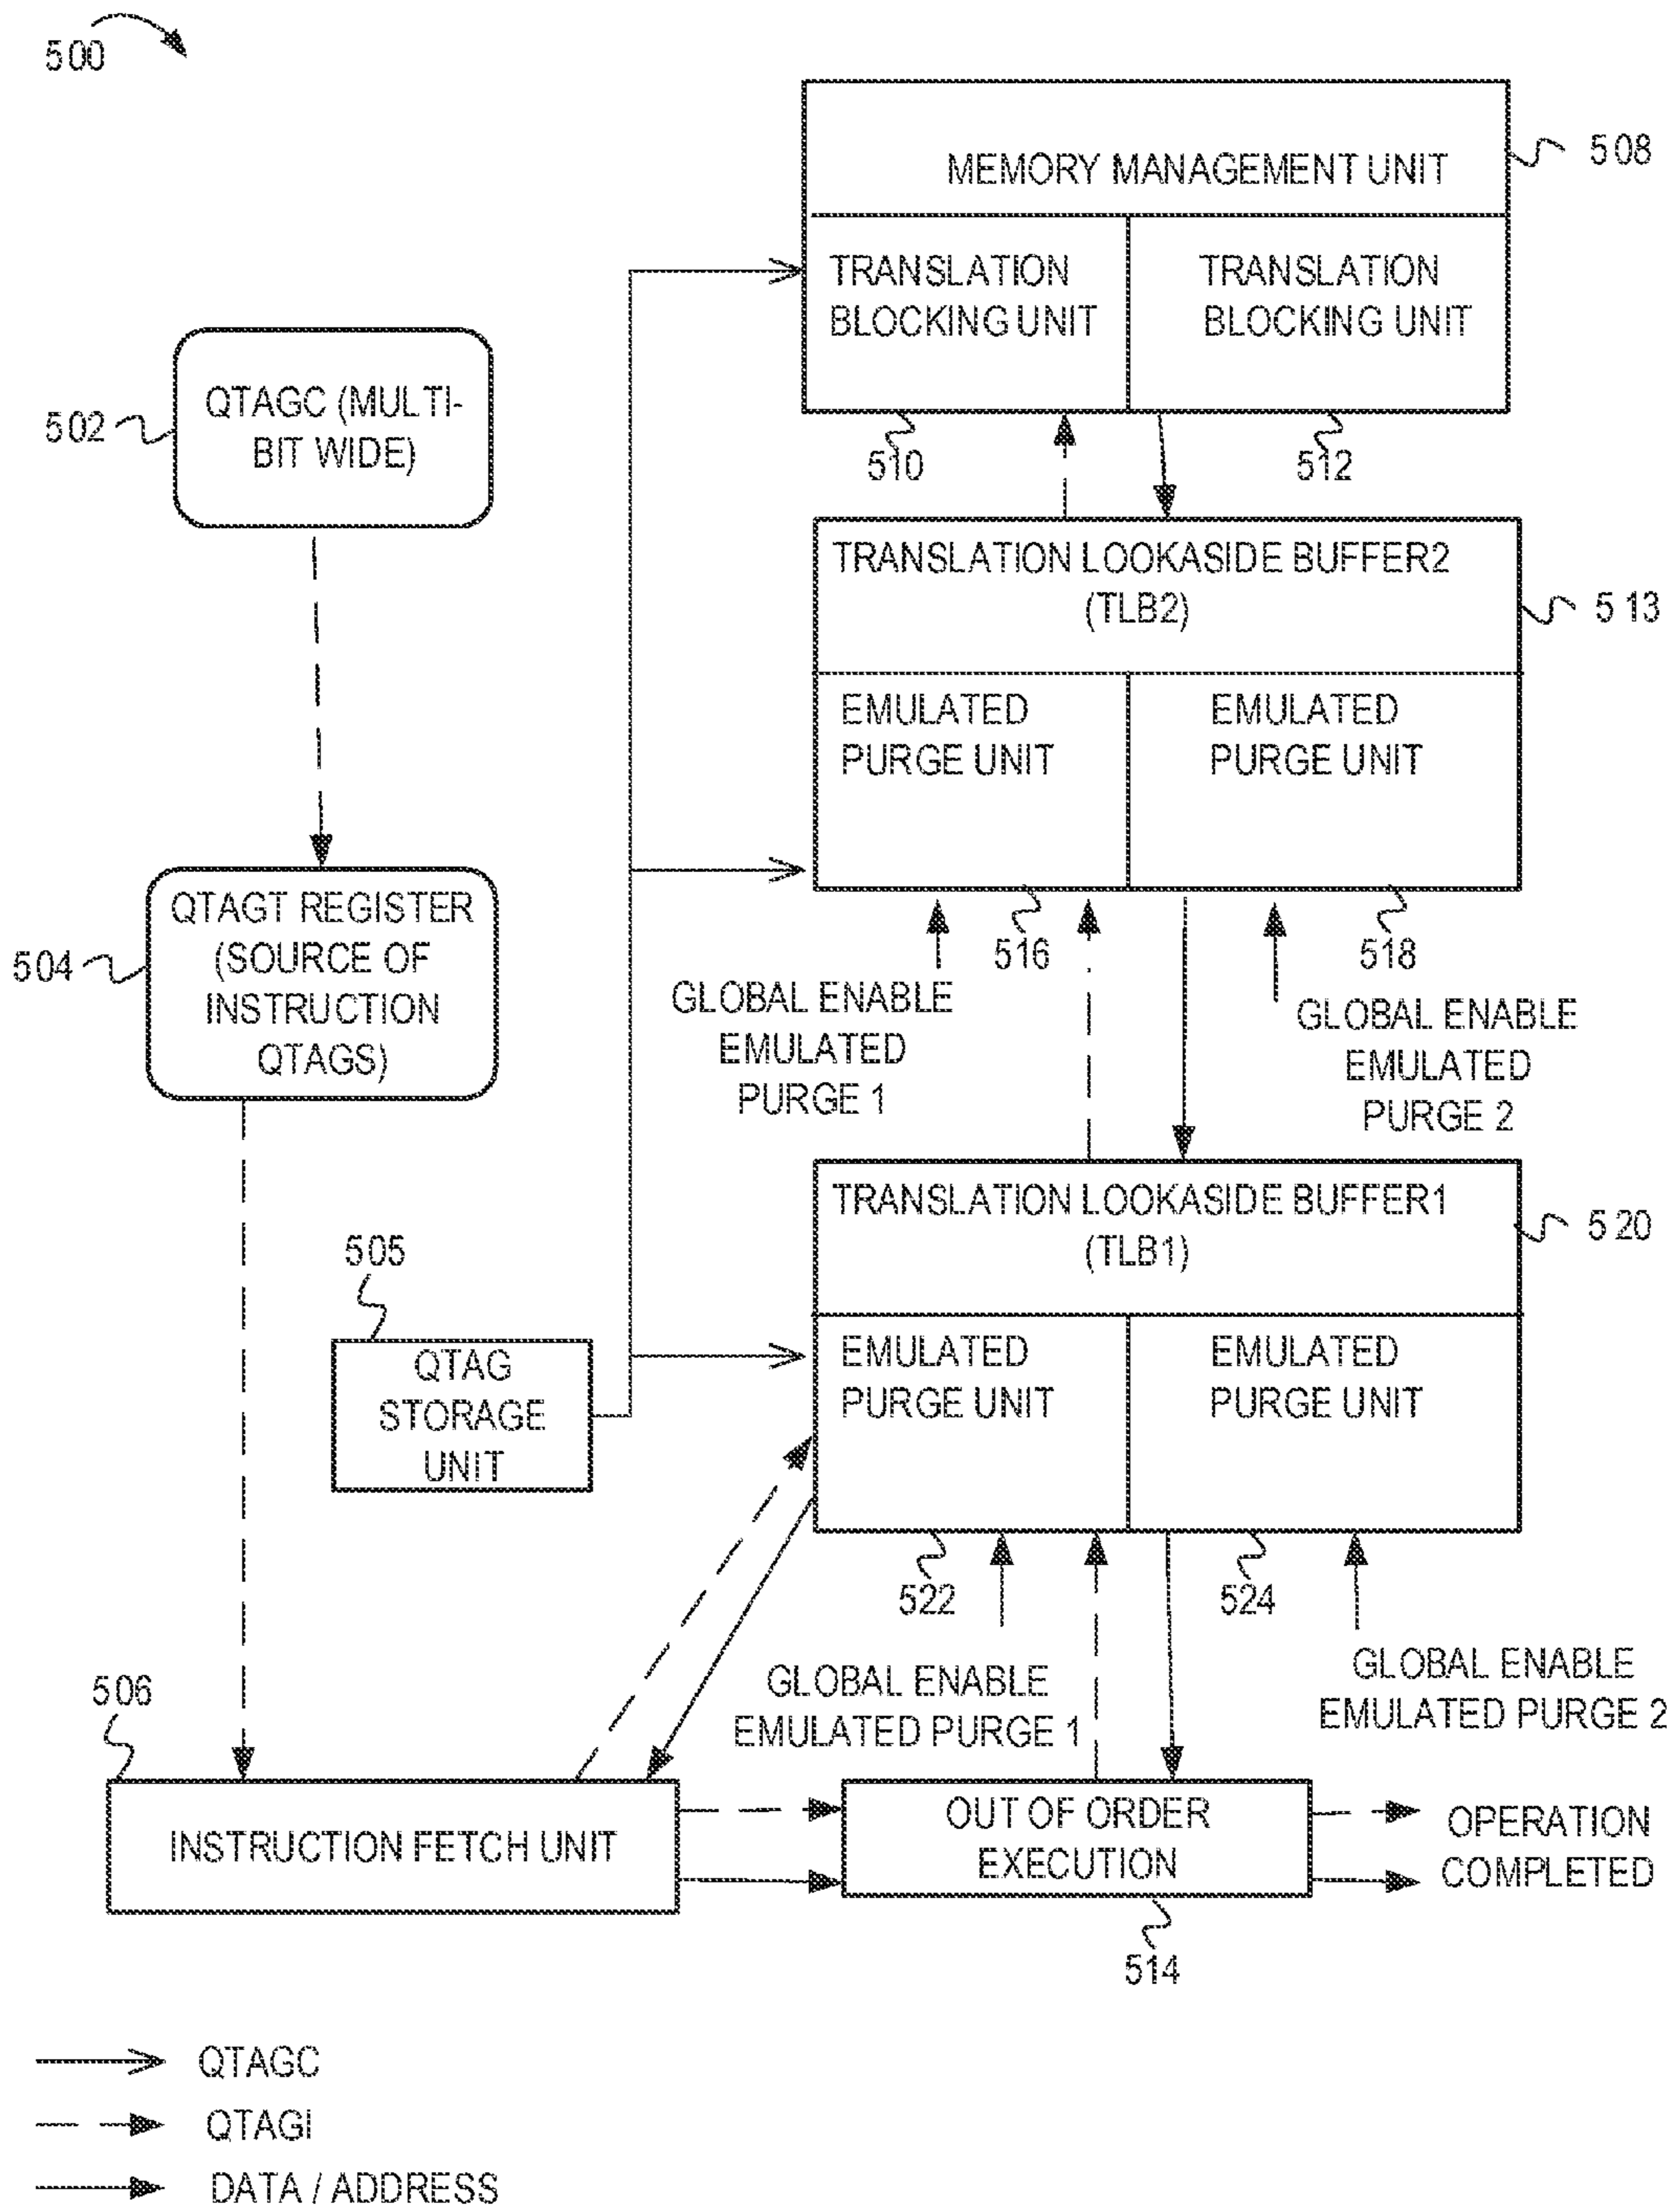 500
MEMORY MANAGEMENT UNIT
508
TRANSLATION
BLOCKING UNIT
TRANSLATION
BLOCKING UNIT
510
512
502
QTAGC (MULTI-
BIT WIDE)
TRANSLATION LOOKASIDE BUFFER2
(TLB2)
513
EMULATED
PURGE UNIT
EMULATED
PURGE UNIT
516
518
504
QTAGT REGISTER
(SOURCE OF
INSTRUCTION
QTAGS)
GLOBAL ENABLE
EMULATED
PURGE 1
GLOBAL ENABLE
EMULATED
PURGE 2
TRANSLATION LOOKASIDE BUFFER1
(TLB1)
520
505
QTAG
STORAGE
UNIT
EMULATED
PURGE UNIT
EMULATED
PURGE UNIT
522
524
GLOBAL ENABLE
EMULATED PURGE 1
GLOBAL ENABLE
EMULATED PURGE 2
506
INSTRUCTION FETCH UNIT
OUT OF ORDER
EXECUTION
514
OPERATION
COMPLETED
QTAGC
QTAGI
DATA / ADDRESS